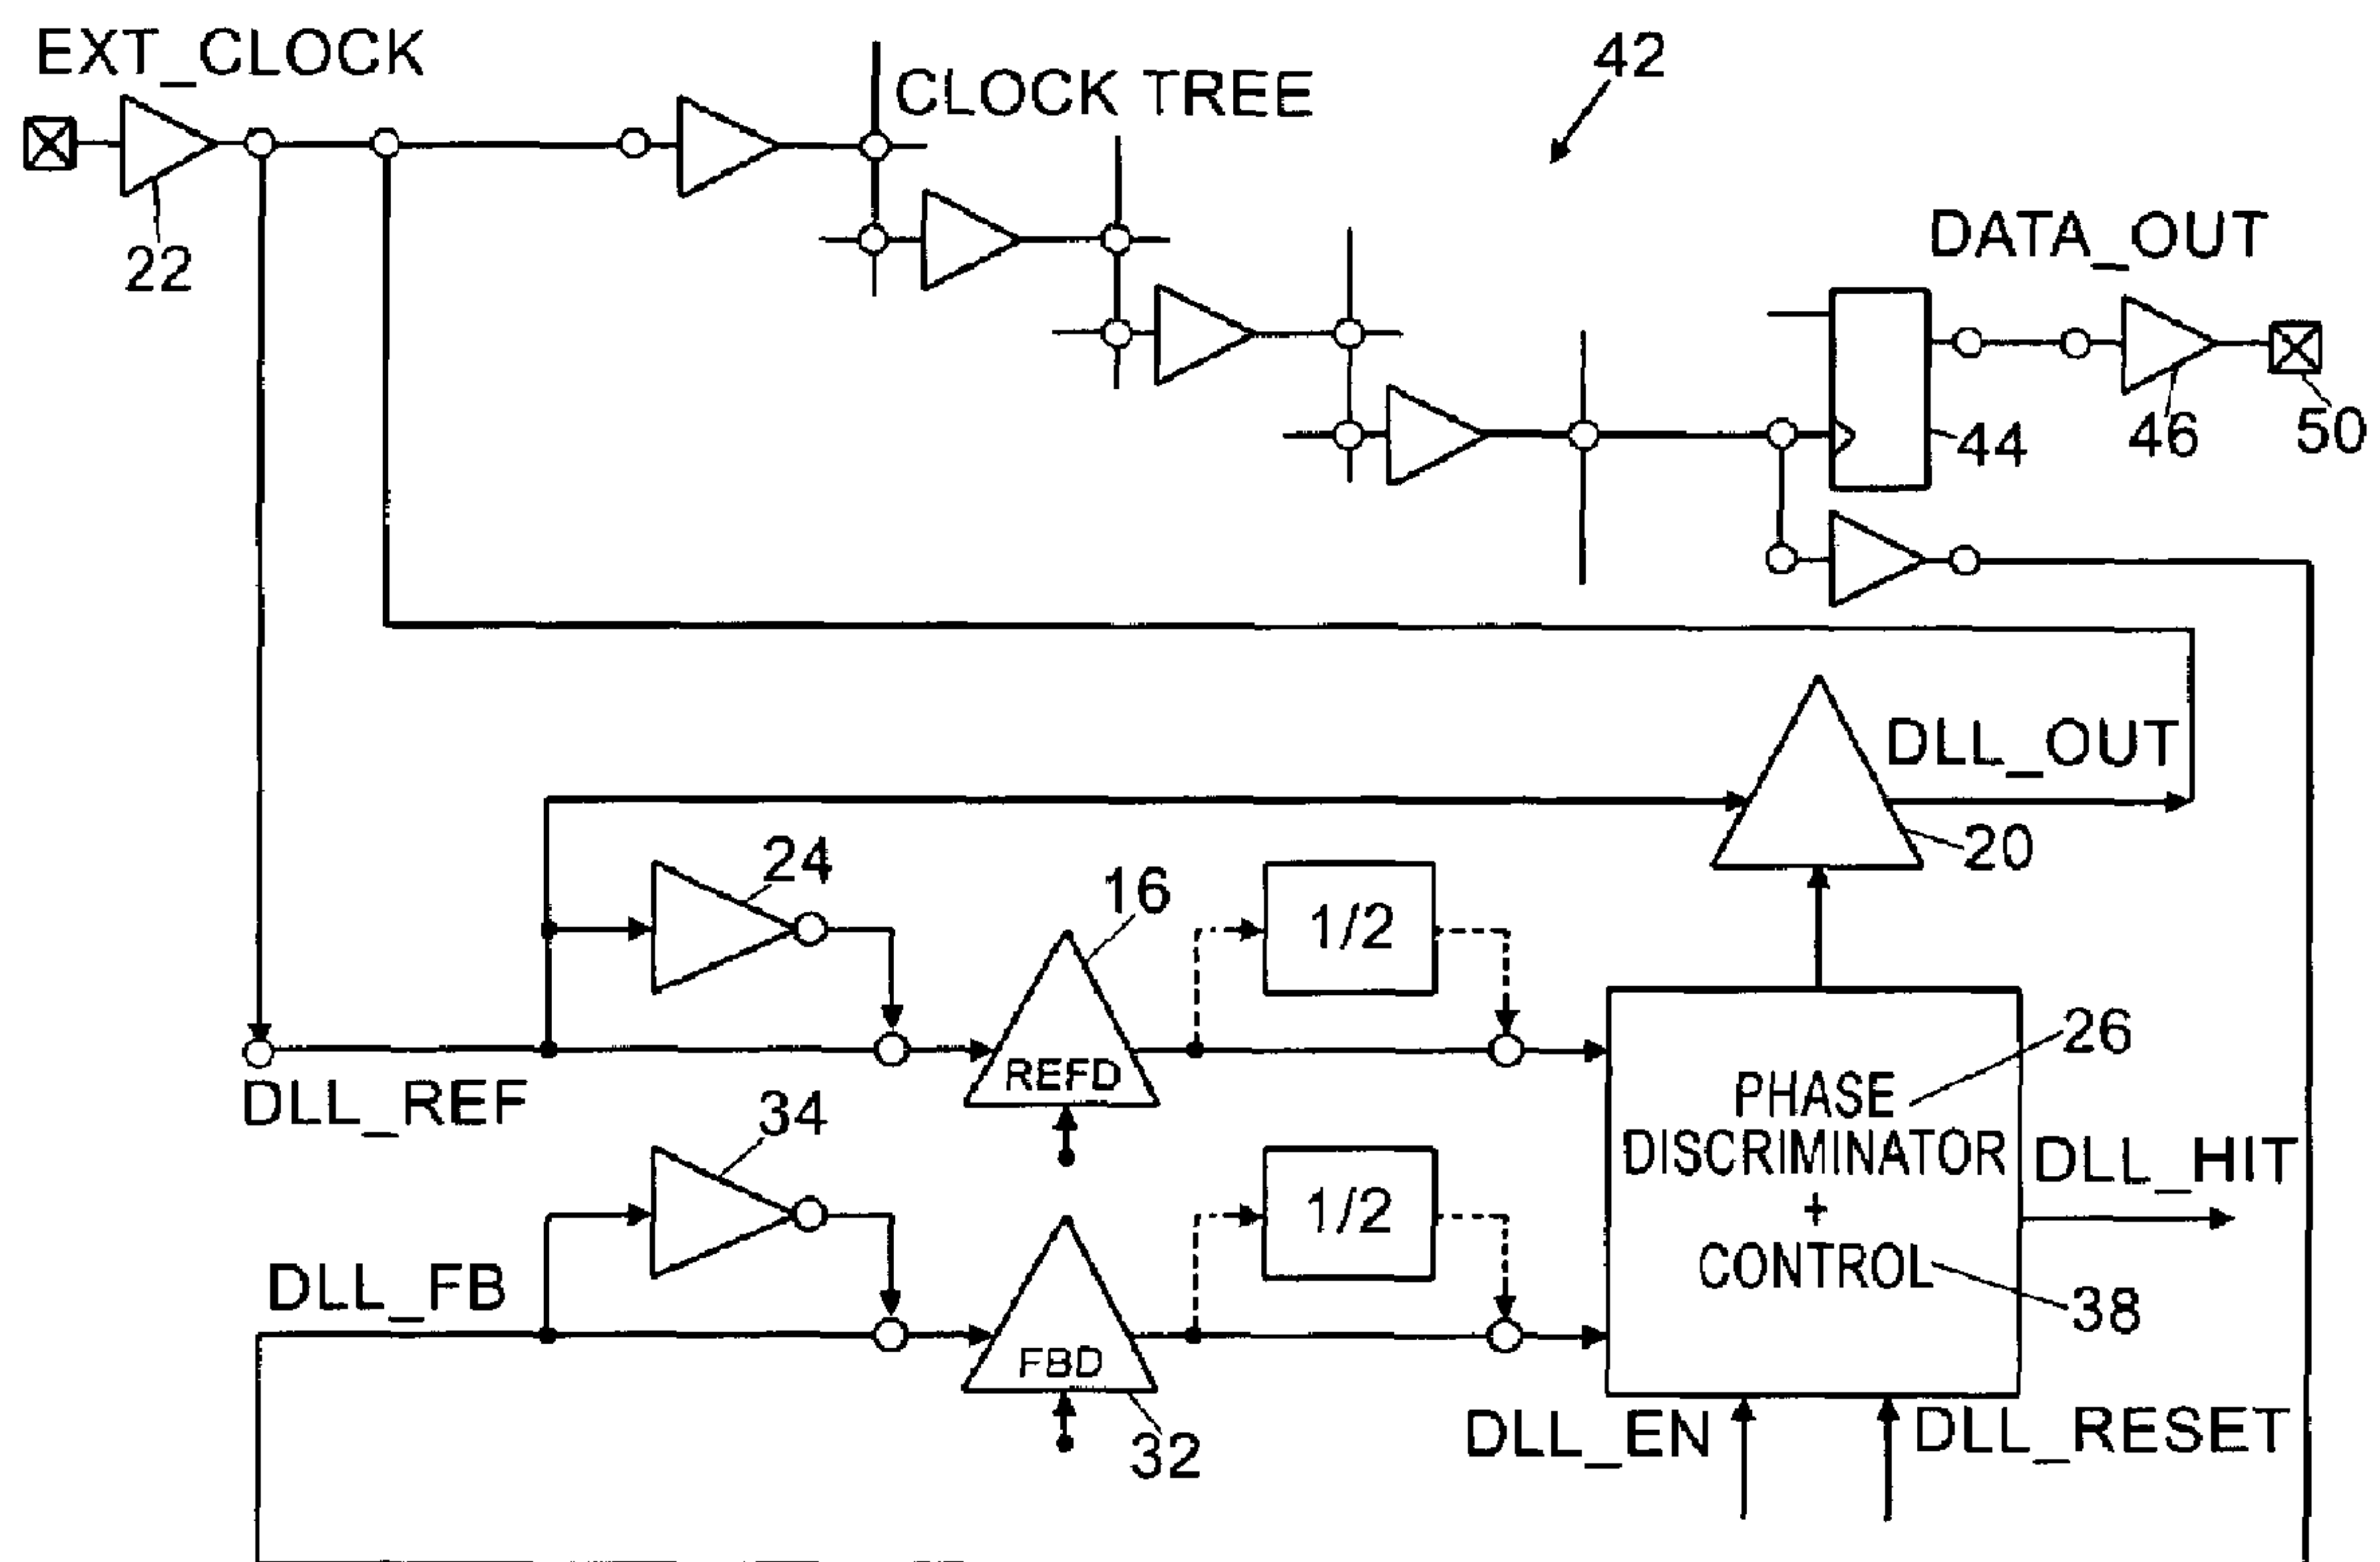 EXT_CLOCK
42
CLOCK TREE
22
DATA_OUT
44
46
50
DLL_OUT
20
24
16
1/2
DLL_REF
REFD
26
PHASE
DISCRIMINATOR
+
CONTROL
34
1/2
DLL_HIT
DLL_FB
38
FBD
32
DLL_EN
DLL_RESET